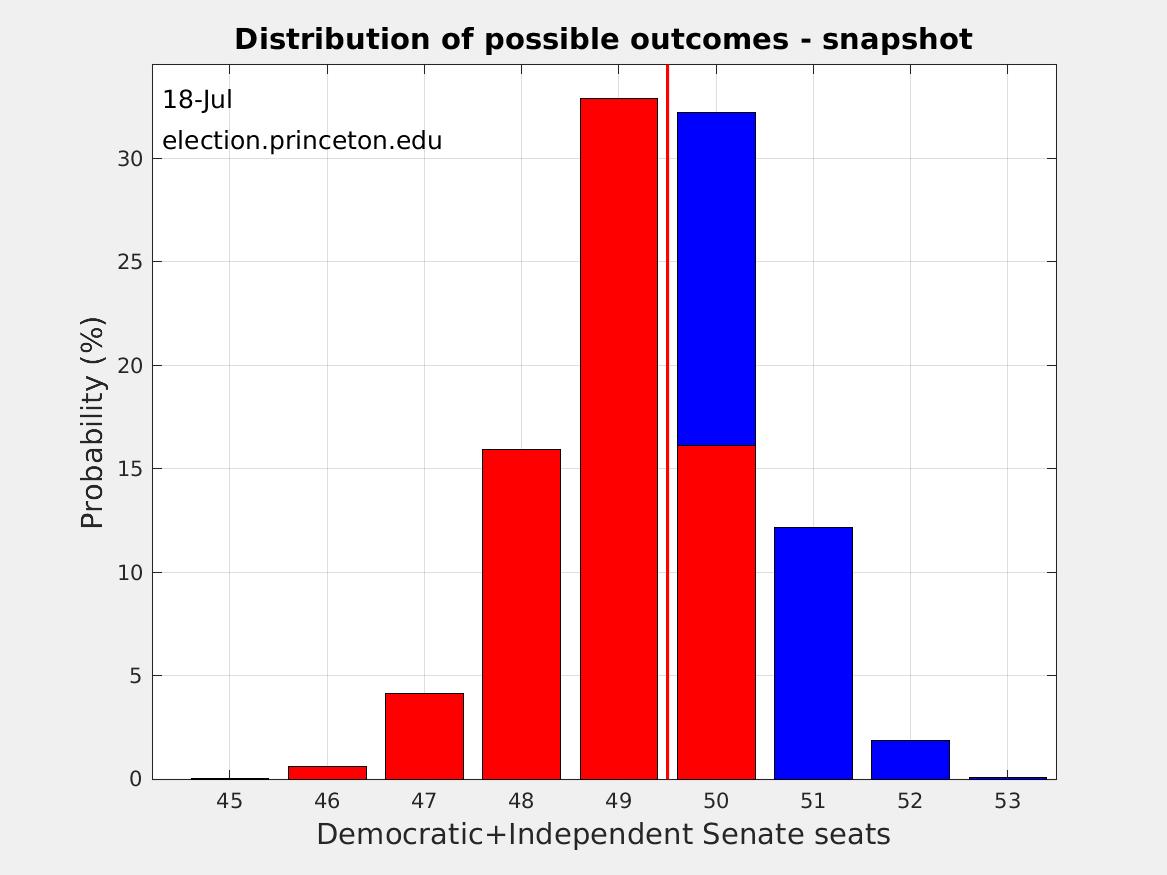 Distribution of possible outcomes - snapshot
18-Jul
election.princeton.edu
Probability (%)
30
25
20
15
10
5
0
45 46 47 48 49 50 51 52 53
Democratic+Independent Senate seats